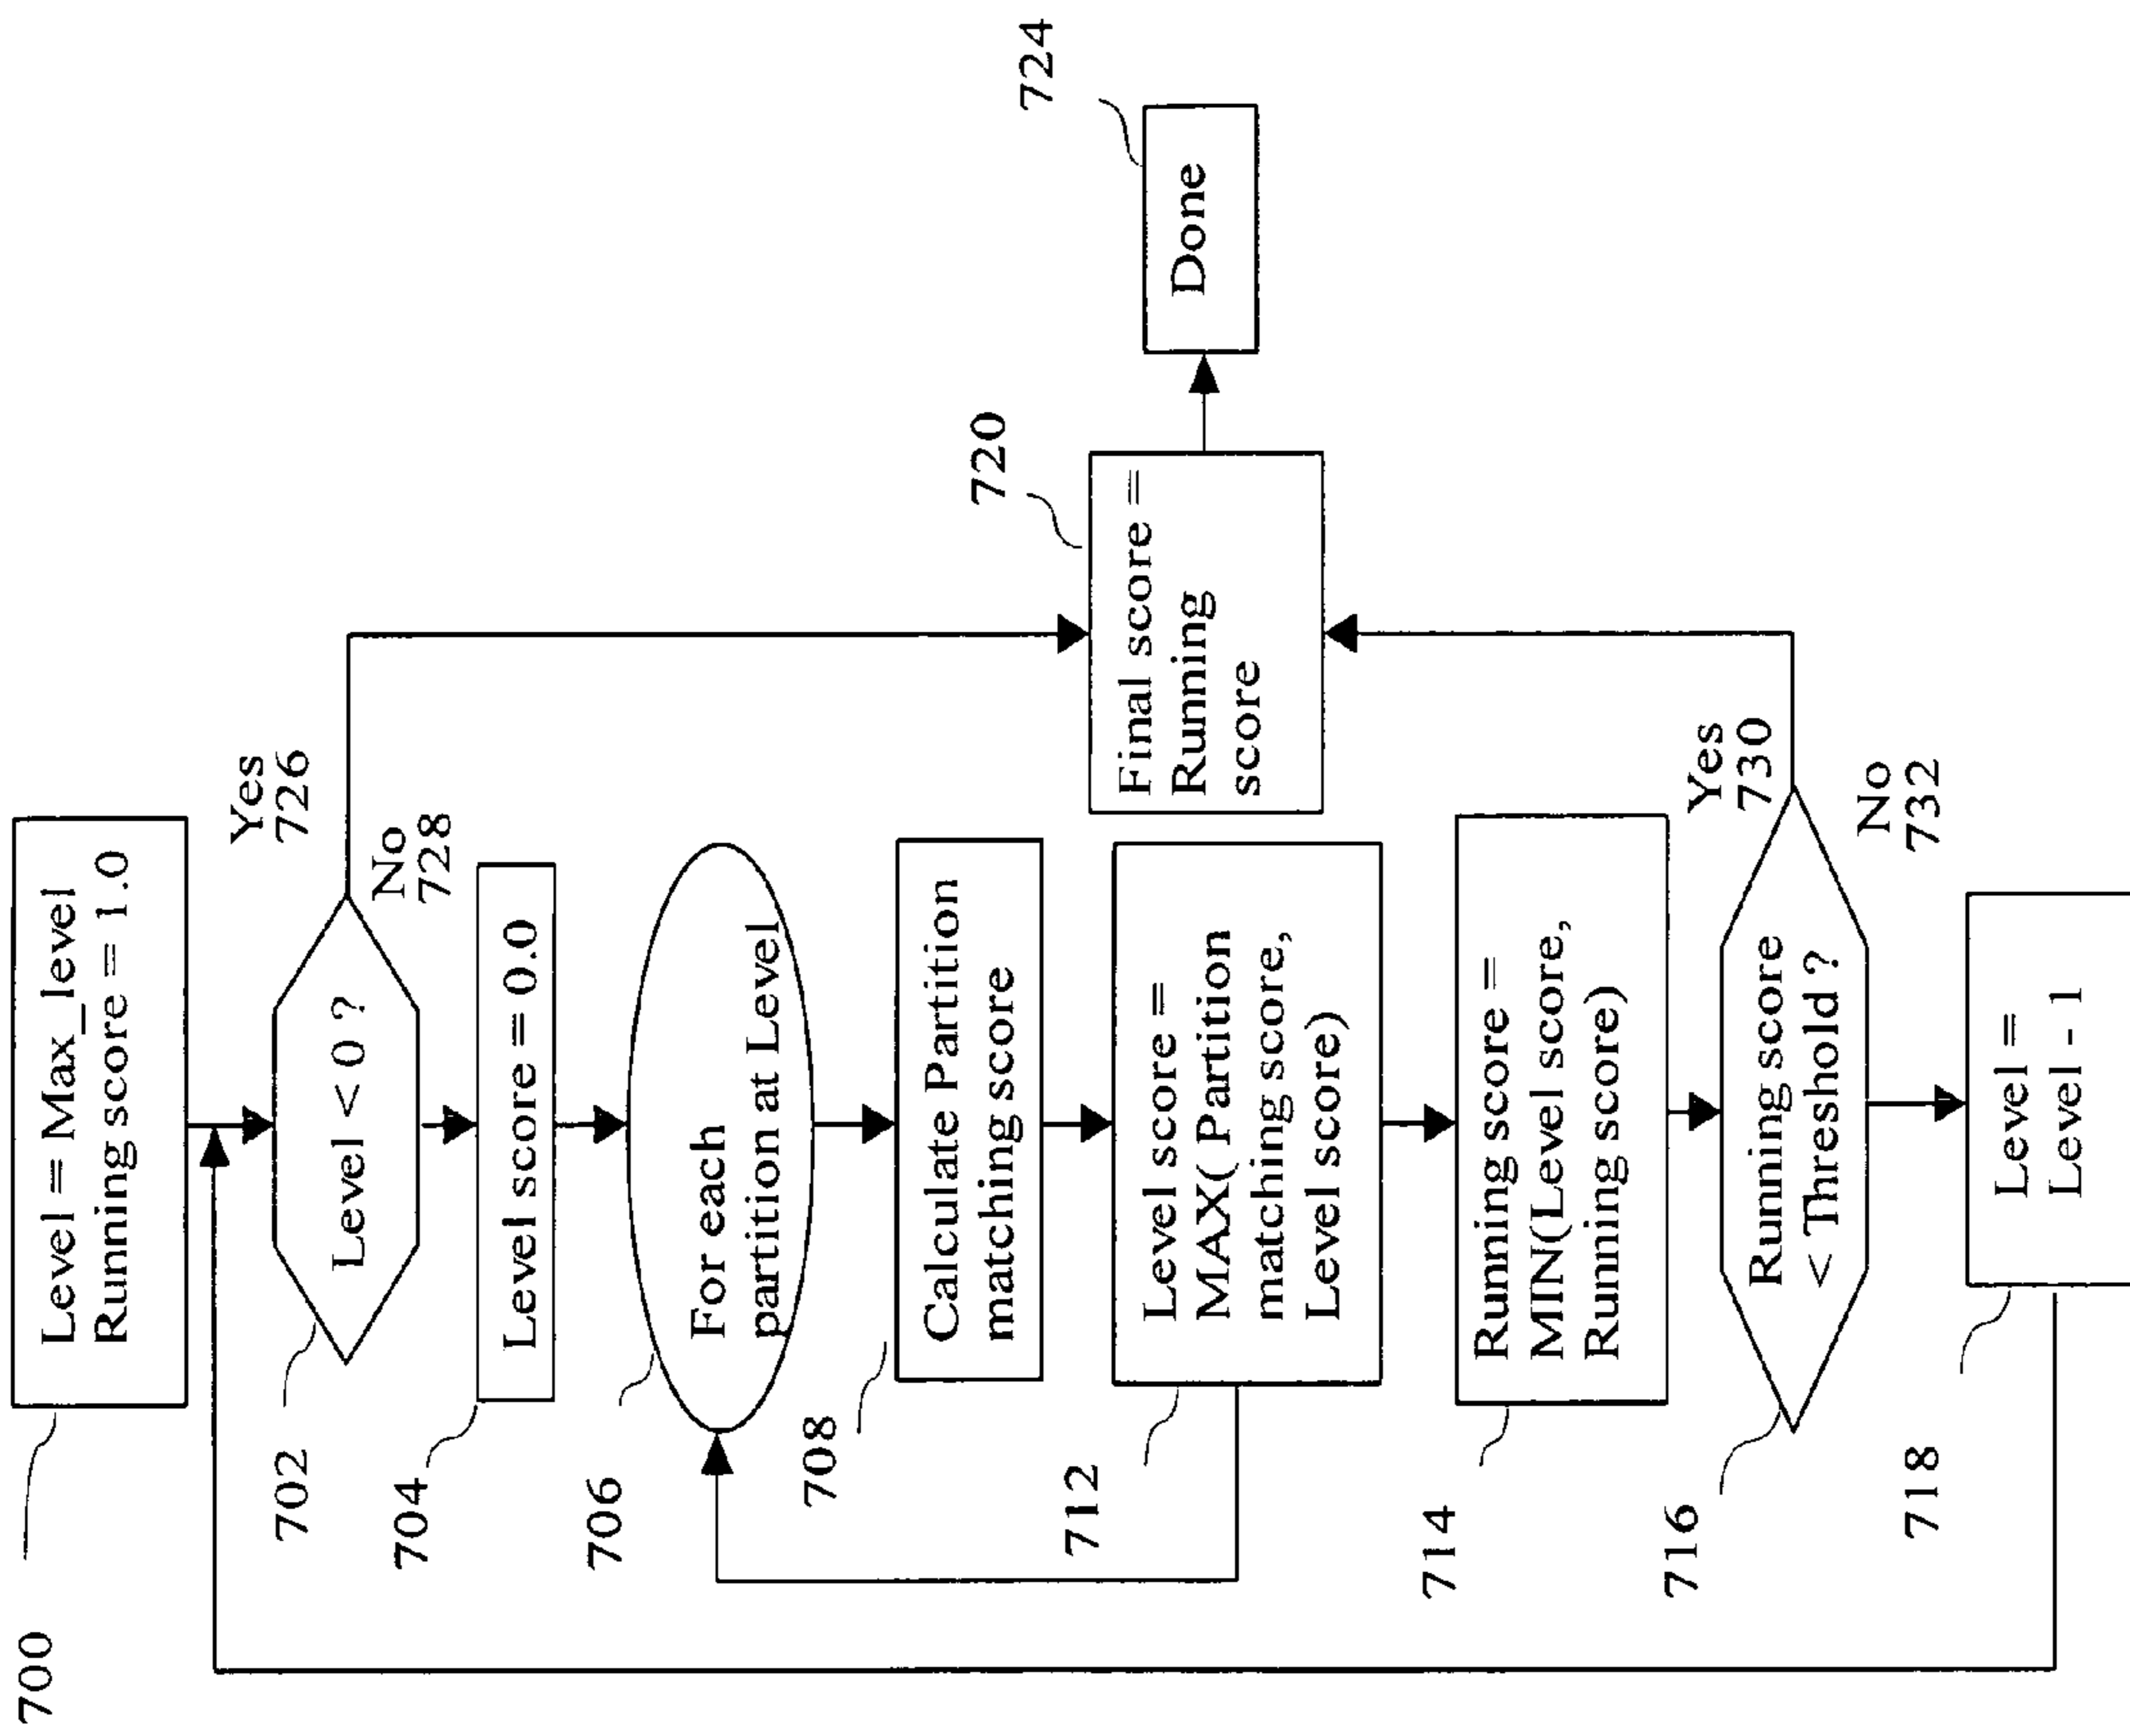 700
Level = Max_level
Running score = 1.0
702
Level < 0 ?
Yes
726
No
728
704
Level score = 0.0
706
For each
partition at Level
708
Calculate Partition
matching score
712
Level score =
MAX( Partition
matching score,
Level score)
714
Running score =
MIN(Level score,
Running score)
716
Running score
< Threshold ?
Yes
730
No
732
718
Level =
Level - 1
720
Final score =
Running
score
724
Done